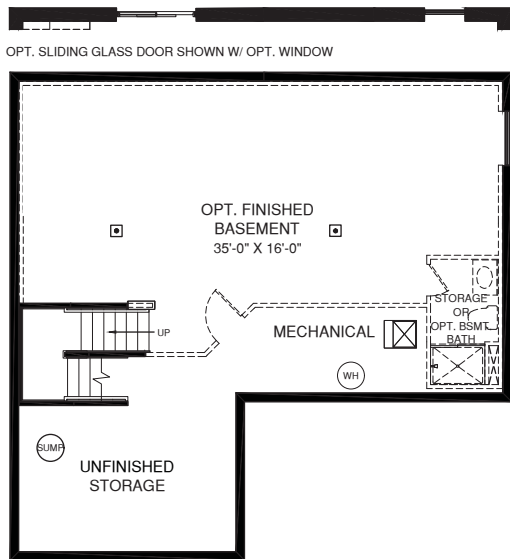 OPT. SLIDING GLASS DOOR SHOWN W/ OPT. WINDOW
OPT. FINISHED
BASEMENT
35'-0" X 16'-0"
STORAGE
OR
OPT. BSMT.
BATH
UP
MECHANICAL
WH
SUMP
UNFINISHED
STORAGE